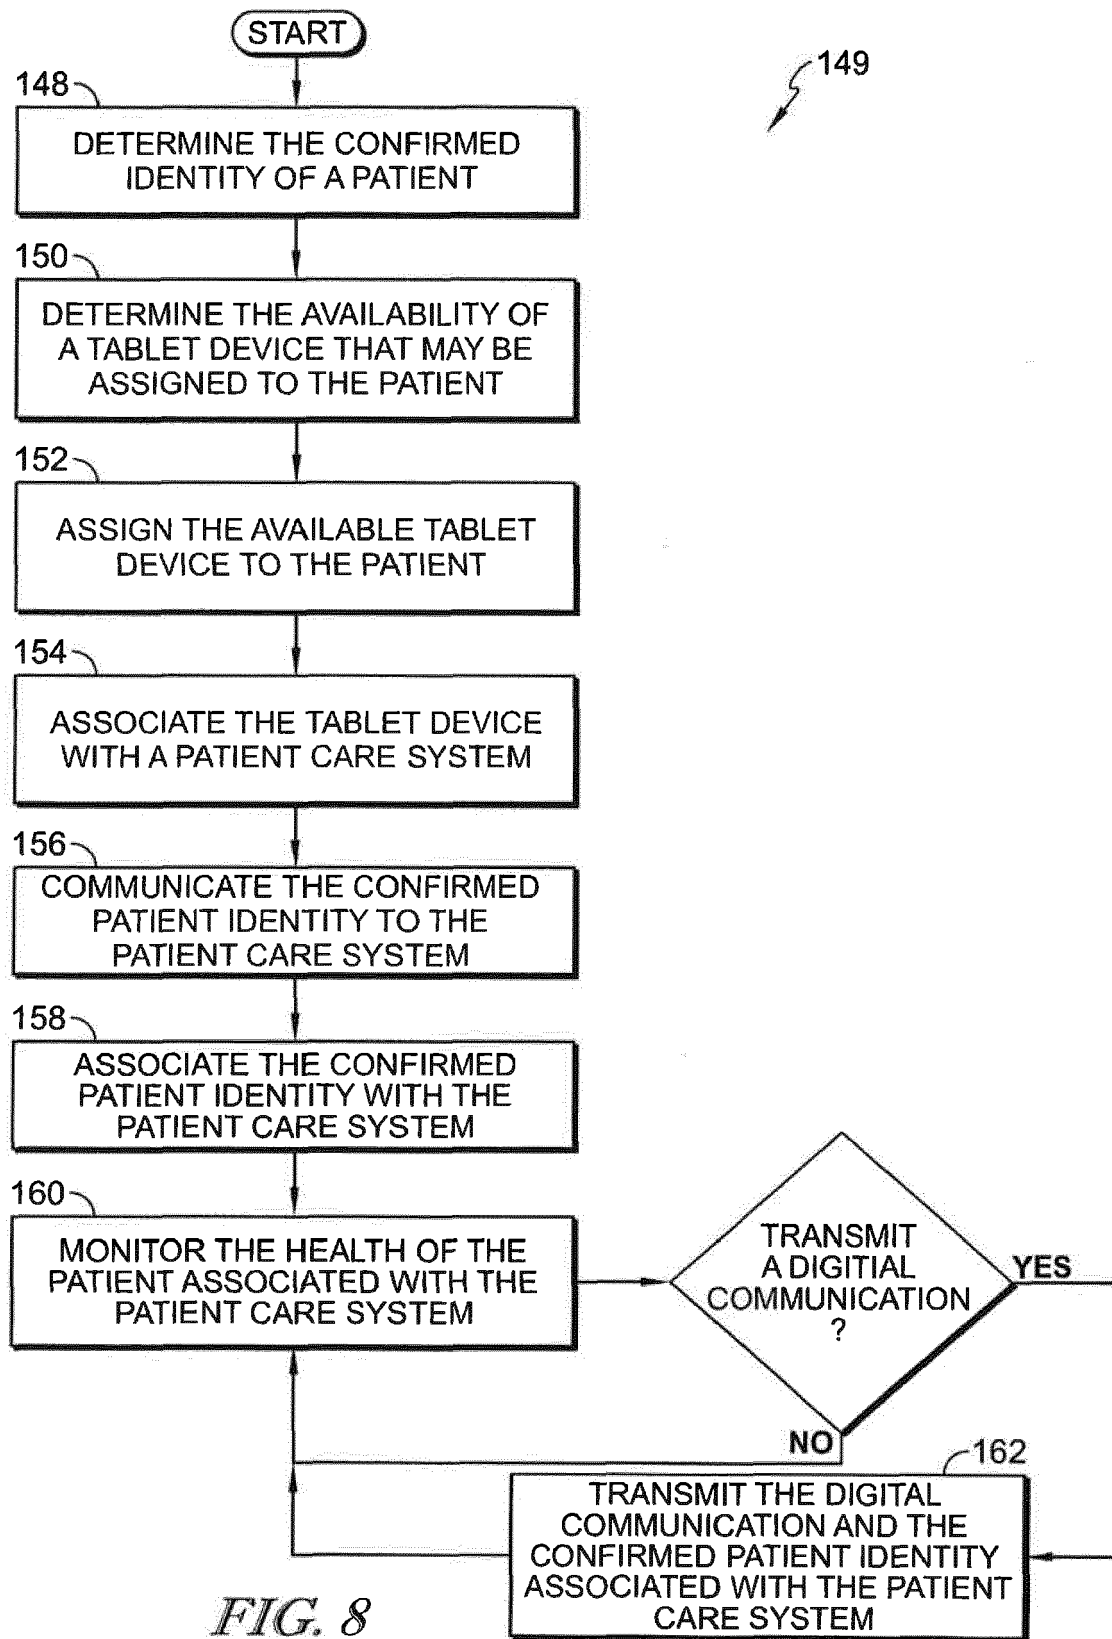 START
149
148
DETERMINE THE CONFIRMED
IDENTITY OF A PATIENT
150
DETERMINE THE AVAILABILITY OF
A TABLET DEVICE THAT MAY BE
ASSIGNED TO THE PATIENT
152
ASSIGN THE AVAILABLE TABLET
DEVICE TO THE PATIENT
154
ASSOCIATE THE TABLET DEVICE
WITH A PATIENT CARE SYSTEM
156
COMMUNICATE THE CONFIRMED
PATIENT IDENTITY TO THE
PATIENT CARE SYSTEM
158
ASSOCIATE THE CONFIRMED
PATIENT IDENTITY WITH THE
PATIENT CARE SYSTEM
160
MONITOR THE HEALTH OF THE
PATIENT ASSOCIATED WITH THE
PATIENT CARE SYSTEM
TRANSMIT
A DIGITIAL
COMMUNICATION
?
YES
NO
162
TRANSMIT THE DIGITAL
COMMUNICATION AND THE
CONFIRMED PATIENT IDENTITY
ASSOCIATED WITH THE PATIENT
CARE SYSTEM
FIG. 8